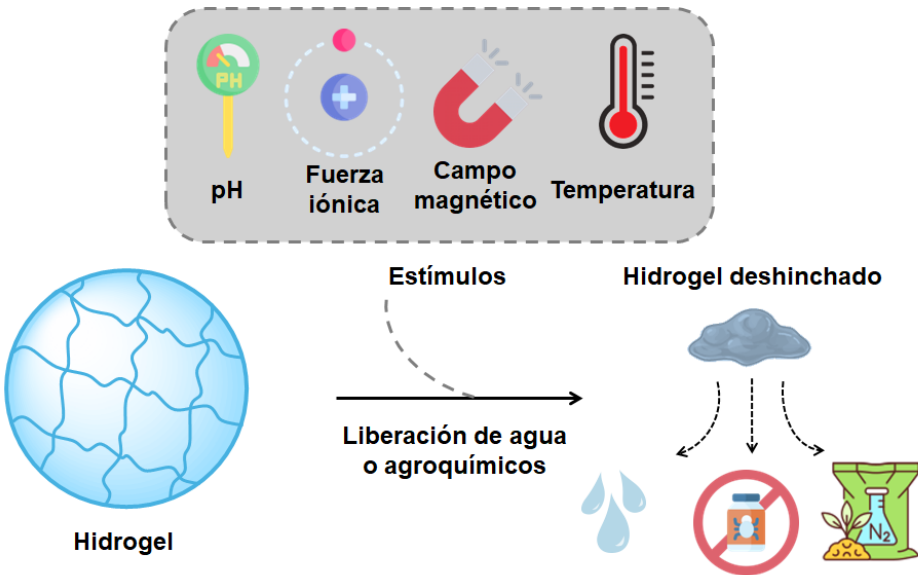 PH
pH
Fuerza
iónica
Campo
magnético
Temperatura
Estímulos
Hidrogel deshinchado
Liberación de agua
o agroquímicos
N₂
Hidrogel